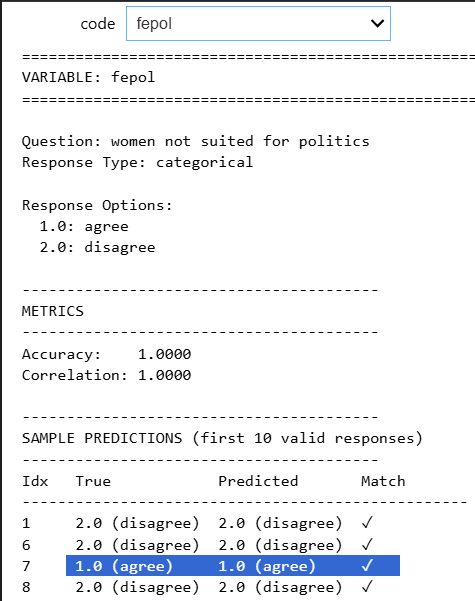 code fepol
==================================================
VARIABLE: fepol
==================================================
Question: women not suited for politics
Response Type: categorical
Response Options:
1.0: agree
2.0: disagree
----------------------------------------
METRICS
----------------------------------------
Accuracy: 1.0000
Correlation: 1.0000
----------------------------------------
SAMPLE PREDICTIONS (first 10 valid responses)
----------------------------------------
Idx True Predicted Match
--------------------------------------------------
1 2.0 (disagree) 2.0 (disagree) ✓
6 2.0 (disagree) 2.0 (disagree) ✓
7 1.0 (agree) 1.0 (agree) ✓
8 2.0 (disagree) 2.0 (disagree) ✓